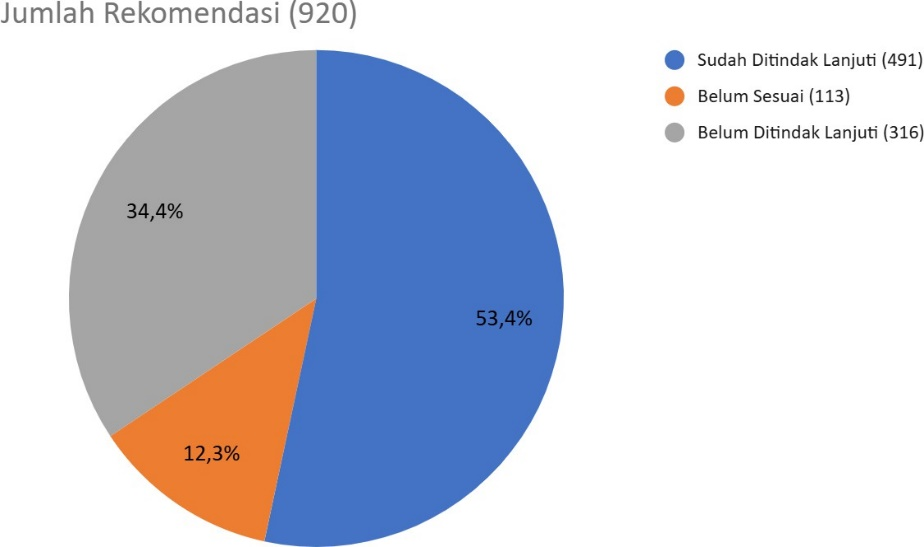 Jumlah Rekomendasi (920)
Sudah Ditindak Lanjuti (491)
Belum Sesuai (113)
Belum Ditindak Lanjuti (316)
34,4%
53,4%
12,3%